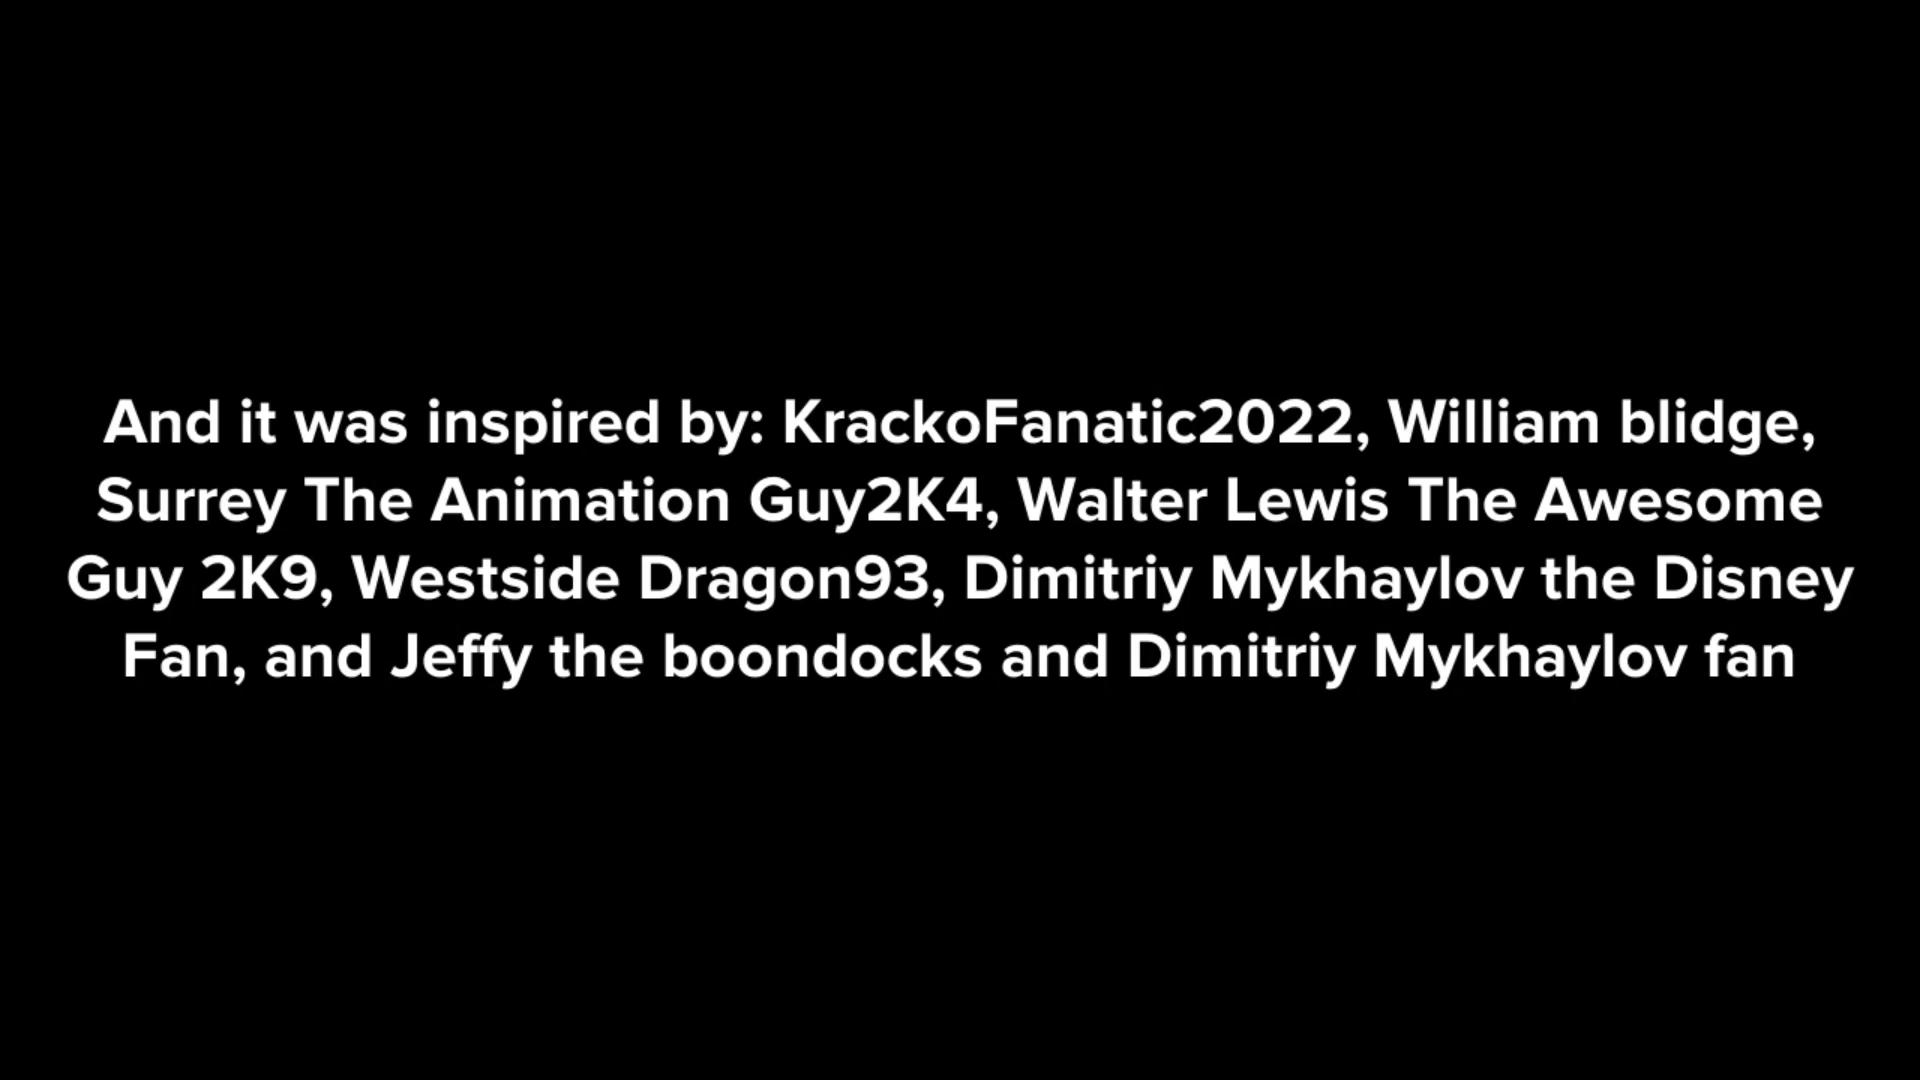 And it was inspired by: KrackoFanatic2022, William blidge,
Surrey The Animation Guy2K4, Walter Lewis The Awesome
Guy 2K9, Westside Dragon93, Dimitriy Mykhaylov the Disney
Fan, and Jeffy the boondocks and Dimitriy Mykhaylov fan